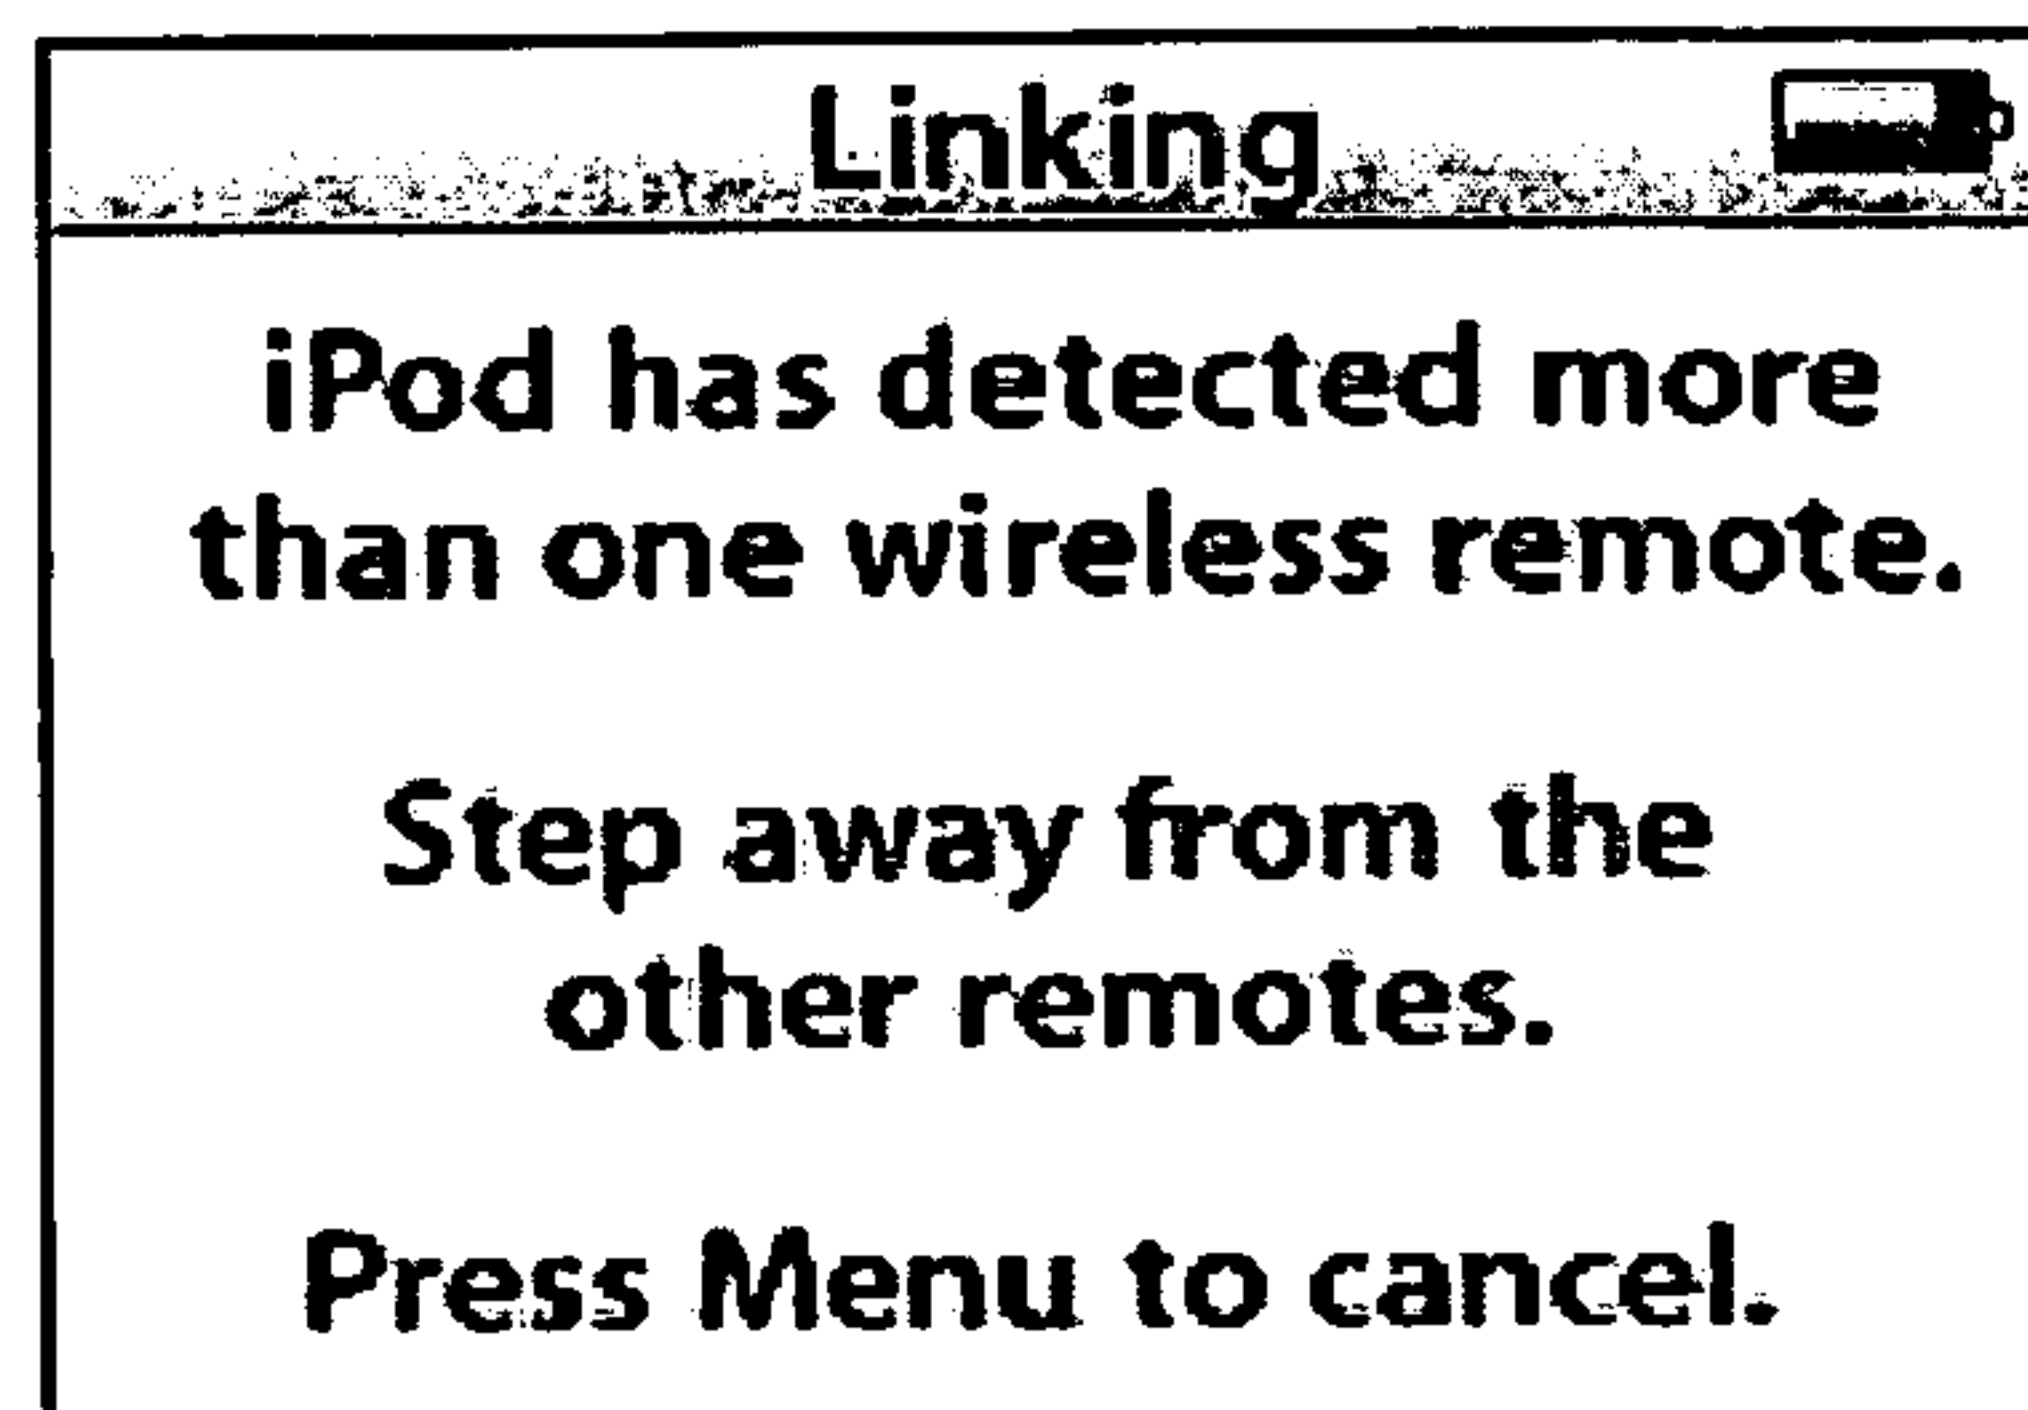 Linking
iPod has detected more
than one wireless remote.
Step away from the
other remotes.
Press Menu to cancel.